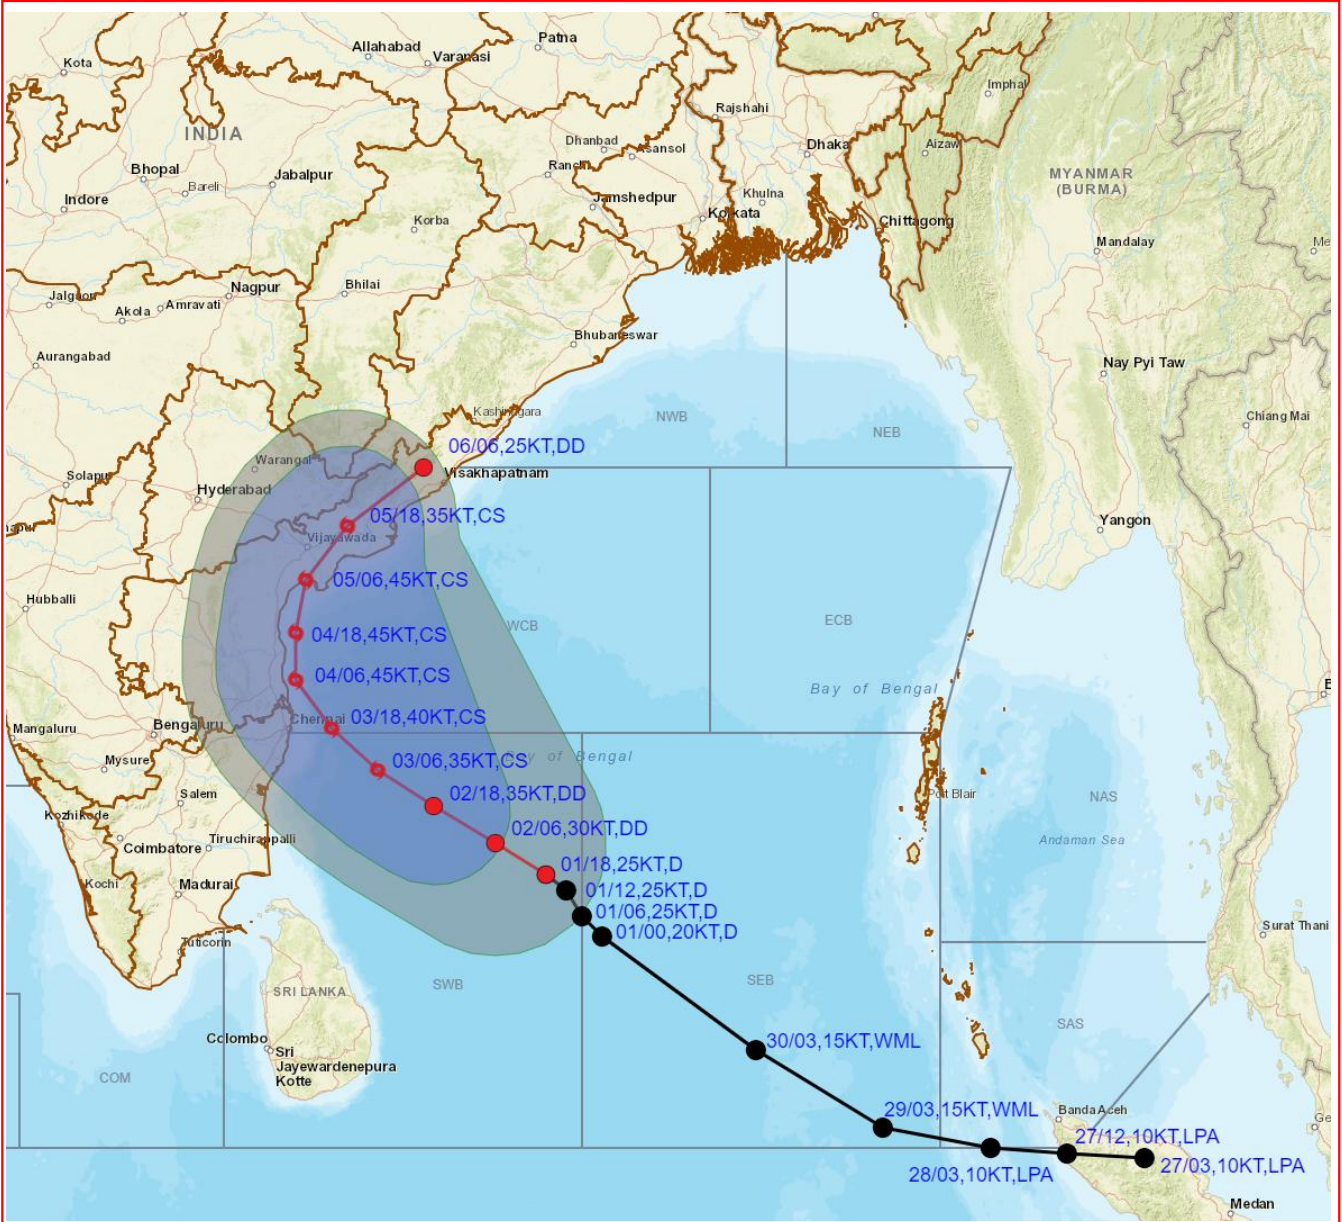 Patna
Allahabad
Varanasi
Kota
Imphal
Rajshahi
INDIA
Dhanbad
Asansol
Dhaka
Aizaw
Bhopal
Ranchi
Jabalpur
Bareli
MYANMAR
(BURMA)
Indore
Jamshedpur
Khulna
Kolkata
Korba
Chittagong
Mandalay
Me
Nagpur
Bhilai
Jalgaon
Amravati
Akola
Bhubaneswar
Aurangabad
Nay Pyi Taw
Kashinagara
NWB
NEB
Chiang Mai
06/06,25KT,DD
Warangal
Visakhapatnam
Solapur
Hyderabad
05/18,35KT,CS
Yangon
Vijayawada
05/06,45KT,CS
Hubballi
WCB
ECB
04/18,45KT,CS
04/06,45KT,CS
Bay of Bengal
Chennai
03/18,40KT,CS
Mangaluru
Bengaluru
Bay of Bengal
03/06,35KT,CS
Mysure
02/18,35KT,DD
Port Blair
NAS
Salem
Kozhikode
02/06,30KT,DD
Tiruchirappalli
Coimbatore
Andaman Sea
01/18,25KT,D
Kochi
Madurai
01/12,25KT,D
01/06,25KT,D
01/00,20KT,D
Surat Thani
Tuticorin
SWB
SEB
SRI LANKA
SAS
Colombo
Sri
Jayewardenepura
Kotte
30/03,15KT,WML
COM
29/03,15KT,WML
Banda Aceh
Ge
27/12,10KT,LPA
27/03,10KT,LPA
28/03,10KT,LPA
Medan